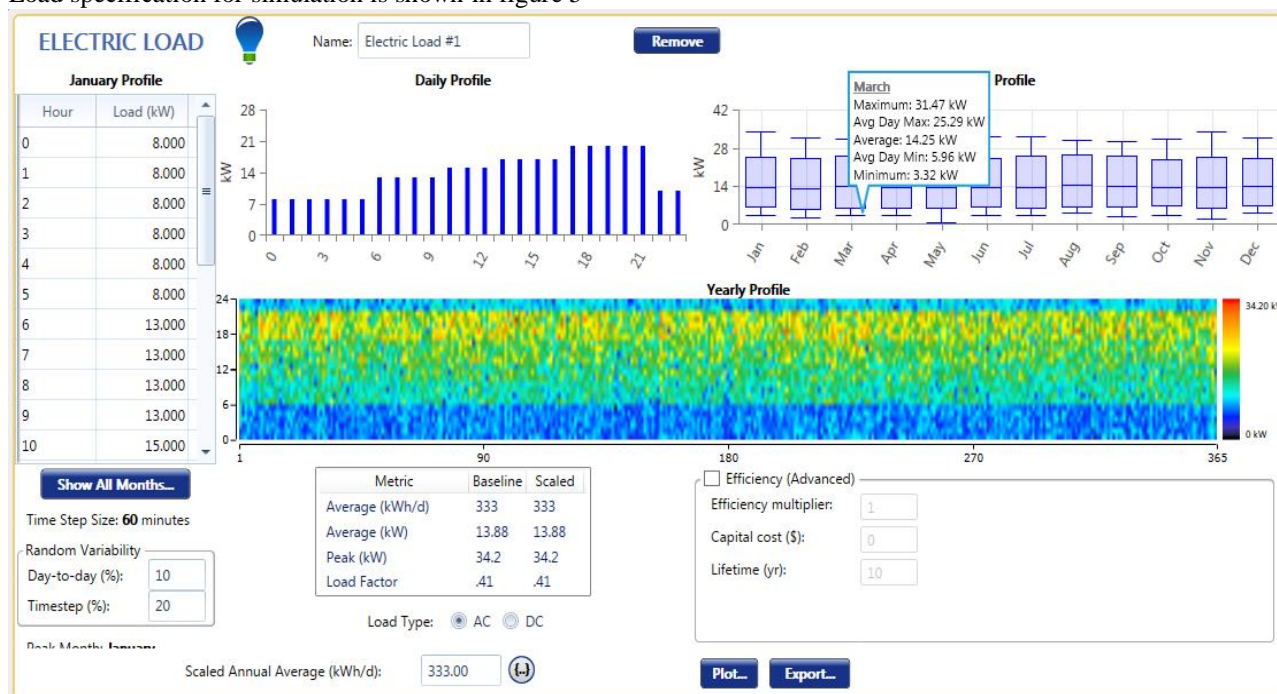 Load specification for simulation is shown in figure 3
ELECTRIC LOAD
Name: Electric Load #1
Remove
January Profile
Hour Load (kW)
0 8.000
1 8.000
2 8.000
3 8.000
4 8.000
5 8.000
6 13.000
7 13.000
8 13.000
9 13.000
10 15.000
Show All Months...
Time Step Size: 60 minutes
Random Variability
Day-to-day (%): 10
Timestep (%): 20
Peak Month: January
Daily Profile
kW
28
21
14
7
0
0 3 6 9 12 15 18 21
Profile
kW
42
28
14
0
March
Maximum: 31.47 kW
Avg Day Max: 25.29 kW
Average: 14.25 kW
Avg Day Min: 5.96 kW
Minimum: 3.32 kW
Jan Feb Mar Apr May Jun Jul Aug Sep Oct Nov Dec
Yearly Profile
24
18
12
6
0
1 90 180 270 365
34.20 k
0 kW
Metric Baseline Scaled
Average (kWh/d) 333 333
Average (kW) 13.88 13.88
Peak (kW) 34.2 34.2
Load Factor .41 .41
Load Type: AC DC
Scaled Annual Average (kWh/d): 333.00 {..}
Efficiency (Advanced)
Efficiency multiplier: 1
Capital cost ($): 0
Lifetime (yr): 10
Plot... Export...